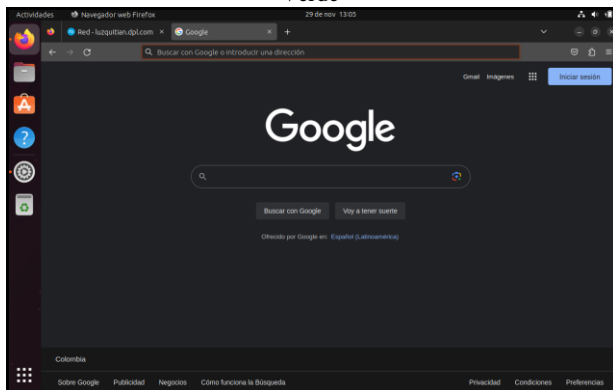 Actividades Navegador web Firefox 29 de nov 13:05
Red - luzquitian.dpl.com × Google × +
Buscar con Google o introducir una dirección
Gmail Imágenes Iniciar sesión
Google
Buscar con Google Voy a tener suerte
Ofrecido por Google en: Español (Latinoamérica)
Colombia
Sobre Google Publicidad Negocios Cómo funciona la Búsqueda Privacidad Condiciones Preferencias